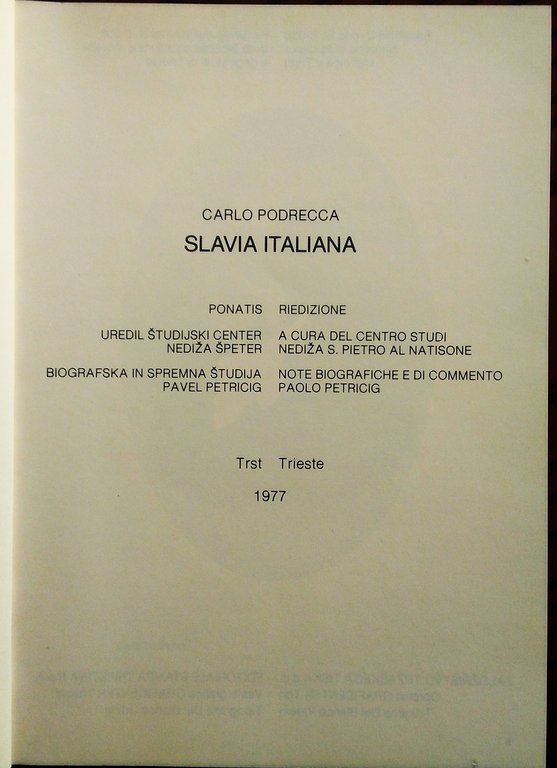 CARLO PODRECCA
SLAVIA ITALIANA
PONATIS RIEDIZIONE
UREDIL ŠTUDIJSKI CENTER A CURA DEL CENTRO STUDI
NEDIŽA ŠPETER NEDIŽA S. PIETRO AL NATISONE
BIOGRAFSKA IN SPREMNA ŠTUDIJA NOTE BIOGRAFICHE E DI COMMENTO
PAVEL PETRICIG PAOLO PETRICIG
Trst Trieste
1977